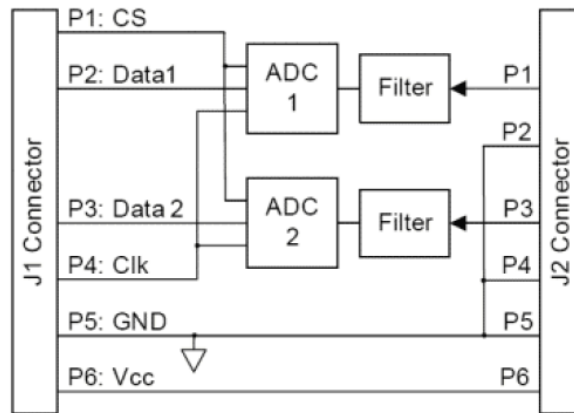 P1: CS
P2: Data1
P3: Data 2
P4: Clk
P5: GND
P6: Vcc
J1 Connector
ADC
1
Filter
ADC
2
Filter
P1
P2
P3
P4
P5
P6
J2 Connector